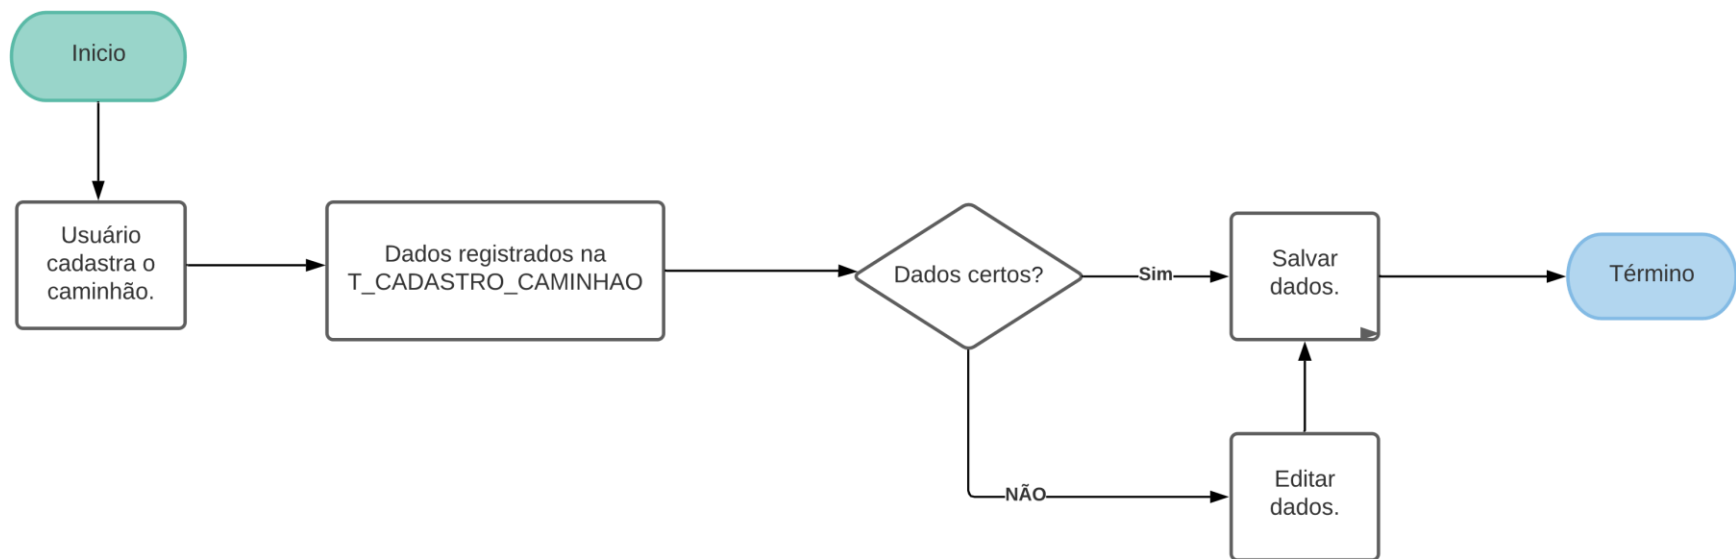 Inicio
Usuário
cadastra o
caminhão.
Dados registrados na
T_CADASTRO_CAMINHAO
Dados certos?
Sim
Salvar
dados.
Término
NÃO
Editar
dados.